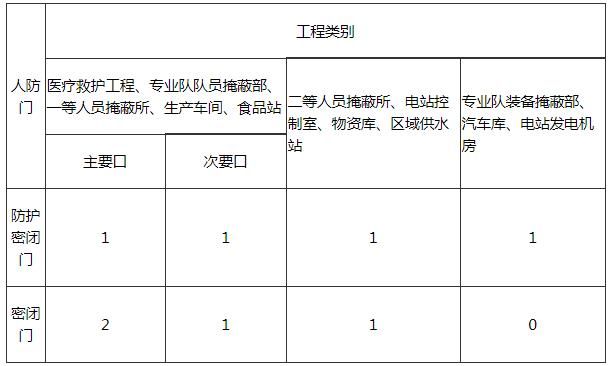 工程类别
人防
门
医疗救护工程、专业队队员掩蔽部、
一等人员掩蔽所、生产车间、食品站
二等人员掩蔽所、电站控
制室、物资库、区域供水
站
专业队装备掩蔽部、
汽车库、电站发电机
房
主要口
次要口
防护
密闭
门
1
1
1
1
密闭
门
2
1
1
0